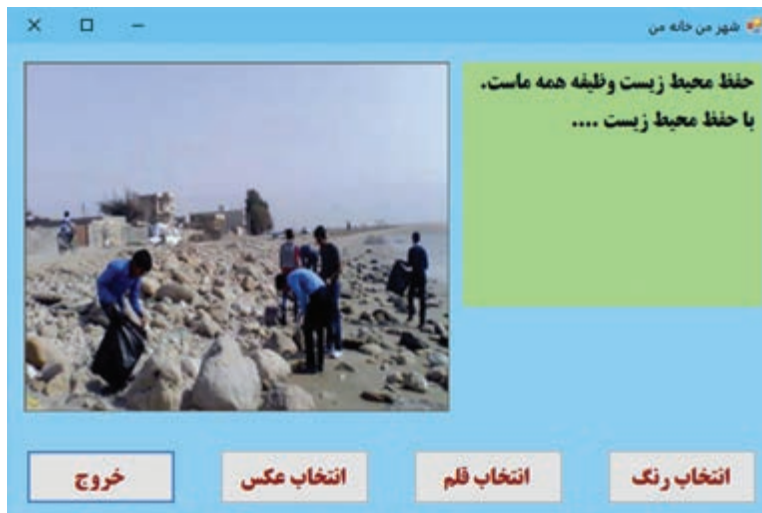 شهر من خانه من
حفظ محیط زیست وظیفه همه ماست.
با حفظ محیط زیست ....
انتخاب رنگ
انتخاب قلم
انتخاب عکس
خروج